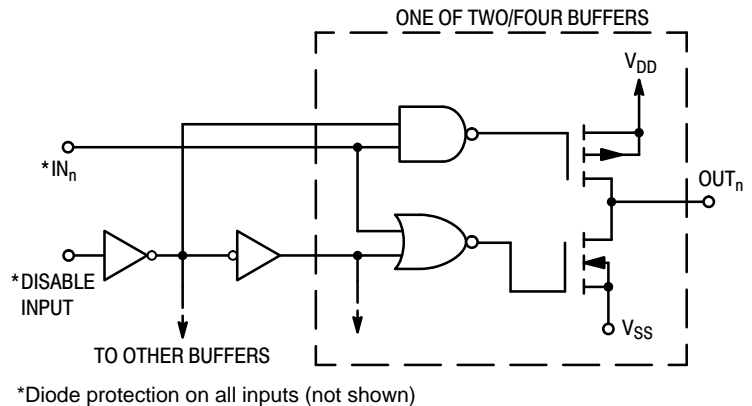 ONE OF TWO/FOUR BUFFERS
VDD
*INn
OUTn
*DISABLE
INPUT
VSS
TO OTHER BUFFERS
*Diode protection on all inputs (not shown)